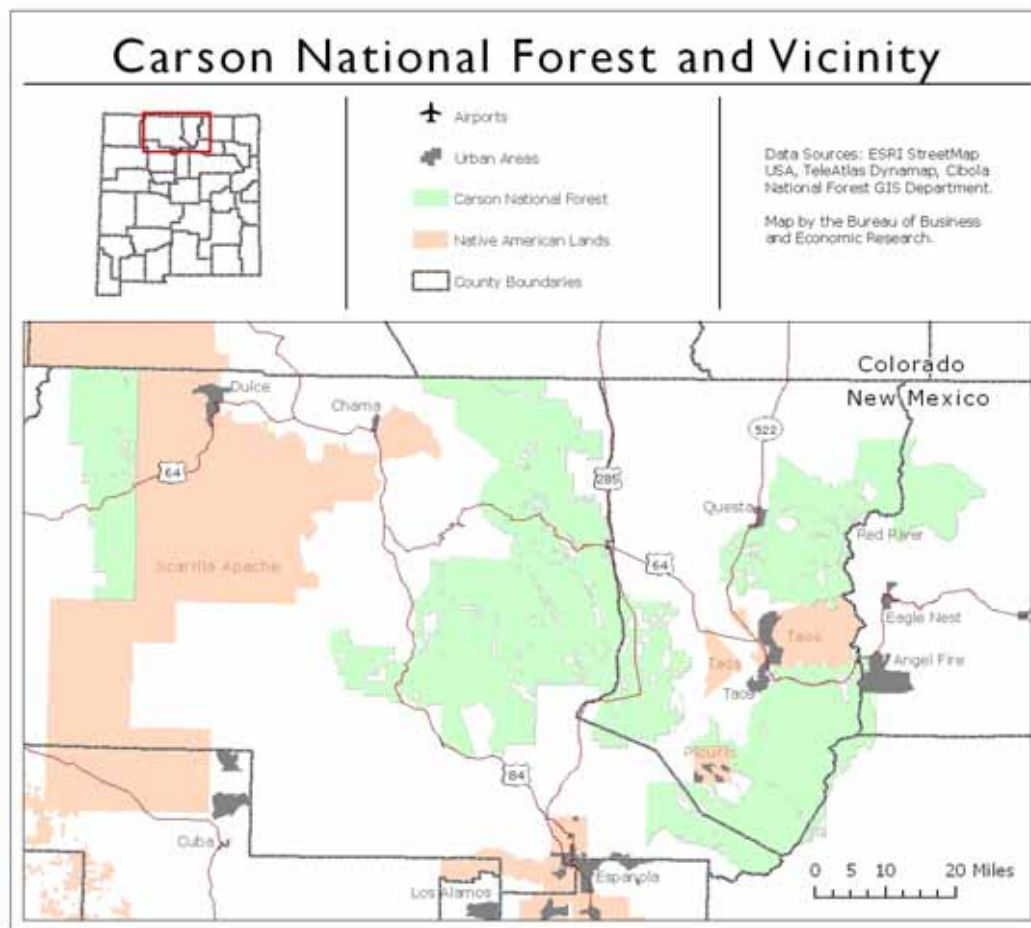 Carson National Forest and Vicinity
Airports
Urban Areas
Carson National Forest
Native American Lands
County Boundaries
Data Sources: ESRI StreetMap
USA, TeleAtlas Dynamap, Cibola
National Forest GIS Department.
Map by the Bureau of Business
and Economic Research.
Colorado
New Mexico
Dulce
Chama
64
522
285
Questa
Red River
Jicarilla Apache
64
Eagle Nest
Taos
Angel Fire
Taos
Taos
Picuris
84
Cuba
Espanola
Los Alamos
0 5 10 20 Miles